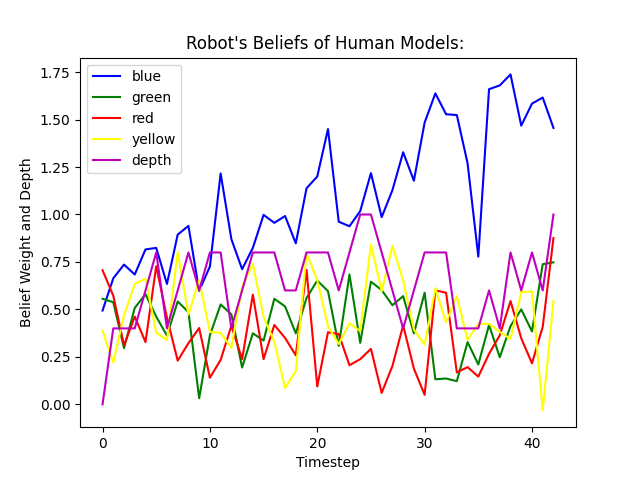 Robot's Beliefs of Human Models:
blue
green
red
yellow
depth
Belief Weight and Depth
1.75
1.50
1.25
1.00
0.75
0.50
0.25
0.00
0
10
20
30
40
Timestep